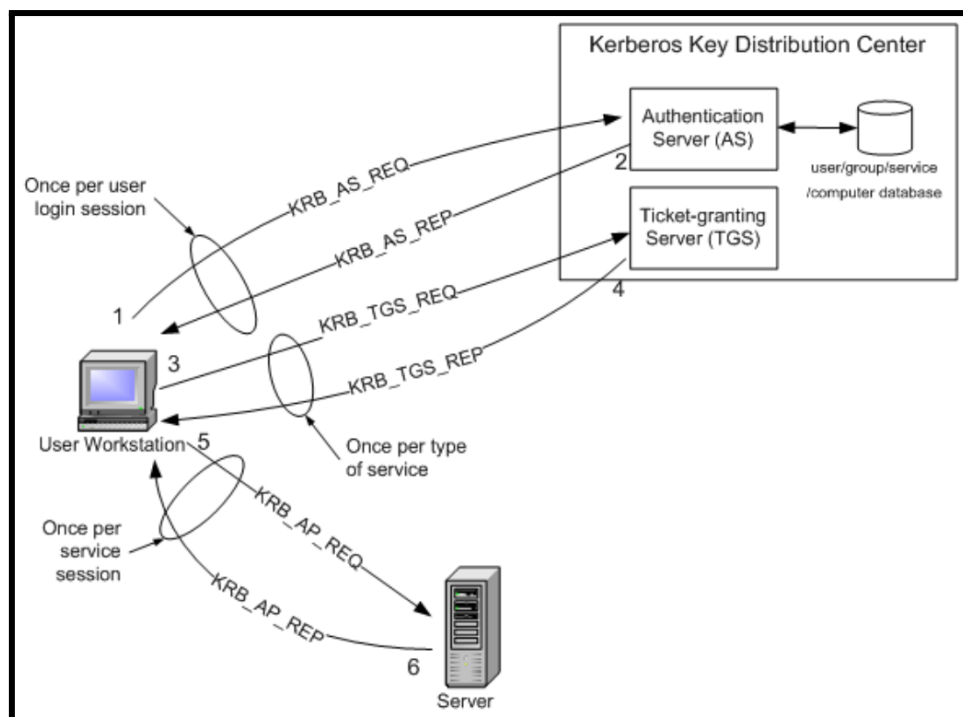 Kerberos Key Distribution Center
Authentication
Server (AS)
2
user/group/service
/computer database
Once per user
login session
KRB_AS_REQ
KRB_AS_REP
Ticket-granting
Server (TGS)
4
1
KRB_TGS_REQ
3
KRB_TGS_REP
User Workstation
5
Once per type
of service
Once per
service
session
KRB_AP_REQ
KRB_AP_REP
6
Server